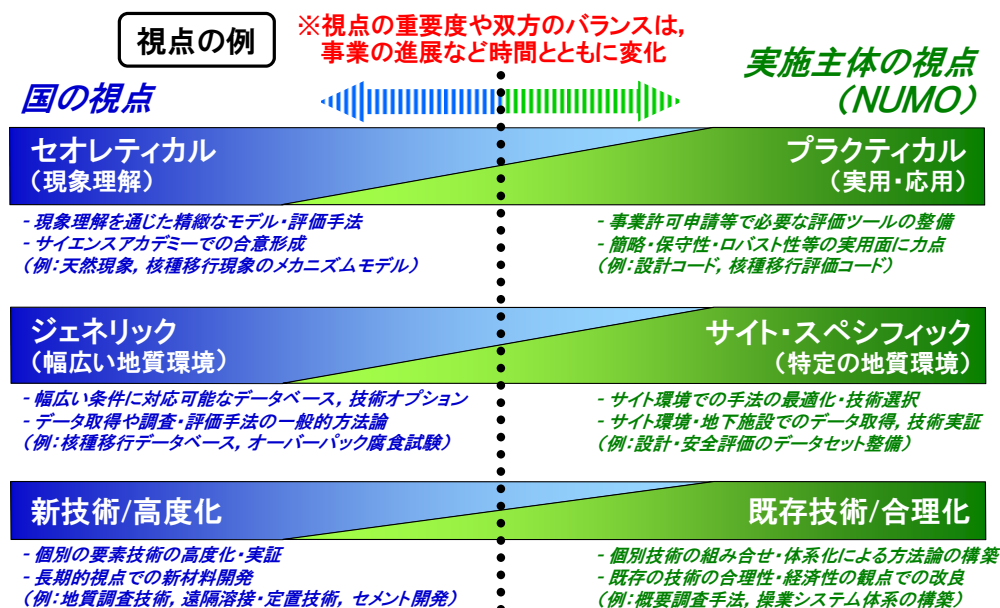 視点の例
※視点の重要度や双方のバランスは,
事業の進展など時間とともに変化
国の視点
実施主体の視点
(NUMO)
セオレティカル
(現象理解)
プラクティカル
(実用・応用)
- 現象理解を通じた精緻なモデル・評価手法
- サイエンスアカデミーでの合意形成
(例:天然現象, 核種移行現象のメカニズムモデル)
- 事業許可申請等で必要な評価ツールの整備
- 簡略・保守性・ロバスト性等の実用面に力点
(例:設計コード, 核種移行評価コード)
ジェネリック
(幅広い地質環境)
サイト・スペシフィック
(特定の地質環境)
- 幅広い条件に対応可能なデータベース, 技術オプション
- データ取得や調査・評価手法の一般的方法論
(例:核種移行データベース, オーバーパック腐食試験)
- サイト環境での手法の最適化・技術選択
- サイト環境・地下施設でのデータ取得, 技術実証
(例:設計・安全評価のデータセット整備)
新技術/高度化
既存技術/合理化
- 個別の要素技術の高度化・実証
- 長期的視点での新材料開発
(例:地質調査技術, 遠隔溶接・定置技術, セメント開発)
- 個別技術の組み合せ・体系化による方法論の構築
- 既存の技術の合理性・経済性の観点での改良
(例:概要調査手法, 操業システム体系の構築)